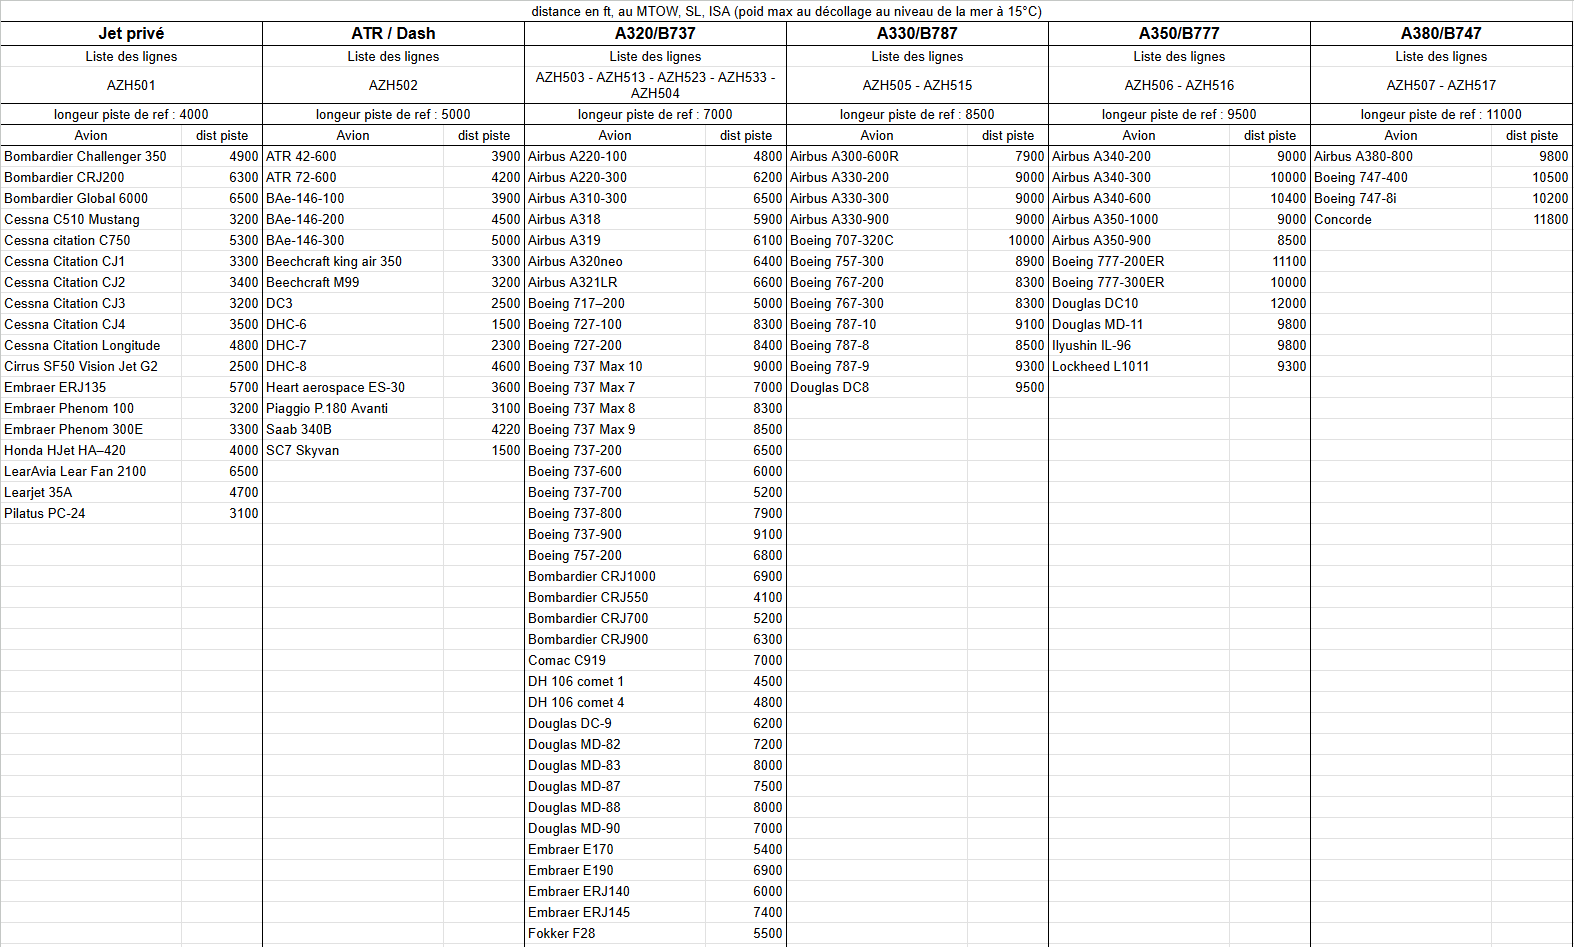 distance en ft, au MTOW, SL, ISA (poid max au décollage au niveau de la mer à 15°C)
Jet privé ATR / Dash A320/B737 A330/B787 A350/B777 A380/B747
Liste des lignes Liste des lignes Liste des lignes Liste des lignes Liste des lignes Liste des lignes
AZH501 AZH502 AZH503 - AZH513 - AZH523 - AZH533 - AZH504 AZH505 - AZH515 AZH506 - AZH516 AZH507 - AZH517
longeur piste de ref : 4000 longeur piste de ref : 5000 longeur piste de ref : 7000 longeur piste de ref : 8500 longeur piste de ref : 9500 longeur piste de ref : 11000
Avion dist piste Avion dist piste Avion dist piste Avion dist piste Avion dist piste Avion dist piste
Bombardier Challenger 350 4900 ATR 42-600 3900 Airbus A220-100 4800 Airbus A300-600R 7900 Airbus A340-200 9000 Airbus A380-800 9800
Bombardier CRJ200 6300 ATR 72-600 4200 Airbus A220-300 6200 Airbus A330-200 9000 Airbus A340-300 10000 Boeing 747-400 10500
Bombardier Global 6000 6500 BAe-146-100 3900 Airbus A310-300 6500 Airbus A330-300 9000 Airbus A340-600 10400 Boeing 747-8i 10200
Cessna C510 Mustang 3200 BAe-146-200 4500 Airbus A318 5900 Airbus A330-900 9000 Airbus A350-1000 9000 Concorde 11800
Cessna citation C750 5300 BAe-146-300 5000 Airbus A319 6100 Boeing 707-320C 10000 Airbus A350-900 8500
Cessna Citation CJ1 3300 Beechcraft king air 350 3300 Airbus A320neo 6400 Boeing 757-300 8900 Boeing 777-200ER 11100
Cessna Citation CJ2 3400 Beechcraft M99 3200 Airbus A321LR 6600 Boeing 767-200 8300 Boeing 777-300ER 10000
Cessna Citation CJ3 3200 DC3 2500 Boeing 717–200 5000 Boeing 767-300 8300 Douglas DC10 12000
Cessna Citation CJ4 3500 DHC-6 1500 Boeing 727-100 8300 Boeing 787-10 9100 Douglas MD-11 9800
Cessna Citation Longitude 4800 DHC-7 2300 Boeing 727-200 8400 Boeing 787-8 8500 Ilyushin IL-96 9800
Cirrus SF50 Vision Jet G2 2500 DHC-8 4600 Boeing 737 Max 10 9000 Boeing 787-9 9300 Lockheed L1011 9300
Embraer ERJ135 5700 Heart aerospace ES-30 3600 Boeing 737 Max 7 7000 Douglas DC8 9500
Embraer Phenom 100 3200 Piaggio P.180 Avanti 3100 Boeing 737 Max 8 8300
Embraer Phenom 300E 3300 Saab 340B 4220 Boeing 737 Max 9 8500
Honda HJet HA–420 4000 SC7 Skyvan 1500 Boeing 737-200 6500
LearAvia Lear Fan 2100 6500 Boeing 737-600 6000
Learjet 35A 4700 Boeing 737-700 5200
Pilatus PC-24 3100 Boeing 737-800 7900
Boeing 737-900 9100
Boeing 757-200 6800
Bombardier CRJ1000 6900
Bombardier CRJ550 4100
Bombardier CRJ700 5200
Bombardier CRJ900 6300
Comac C919 7000
DH 106 comet 1 4500
DH 106 comet 4 4800
Douglas DC-9 6200
Douglas MD-82 7200
Douglas MD-83 8000
Douglas MD-87 7500
Douglas MD-88 8000
Douglas MD-90 7000
Embraer E170 5400
Embraer E190 6900
Embraer ERJ140 6000
Embraer ERJ145 7400
Fokker F28 5500